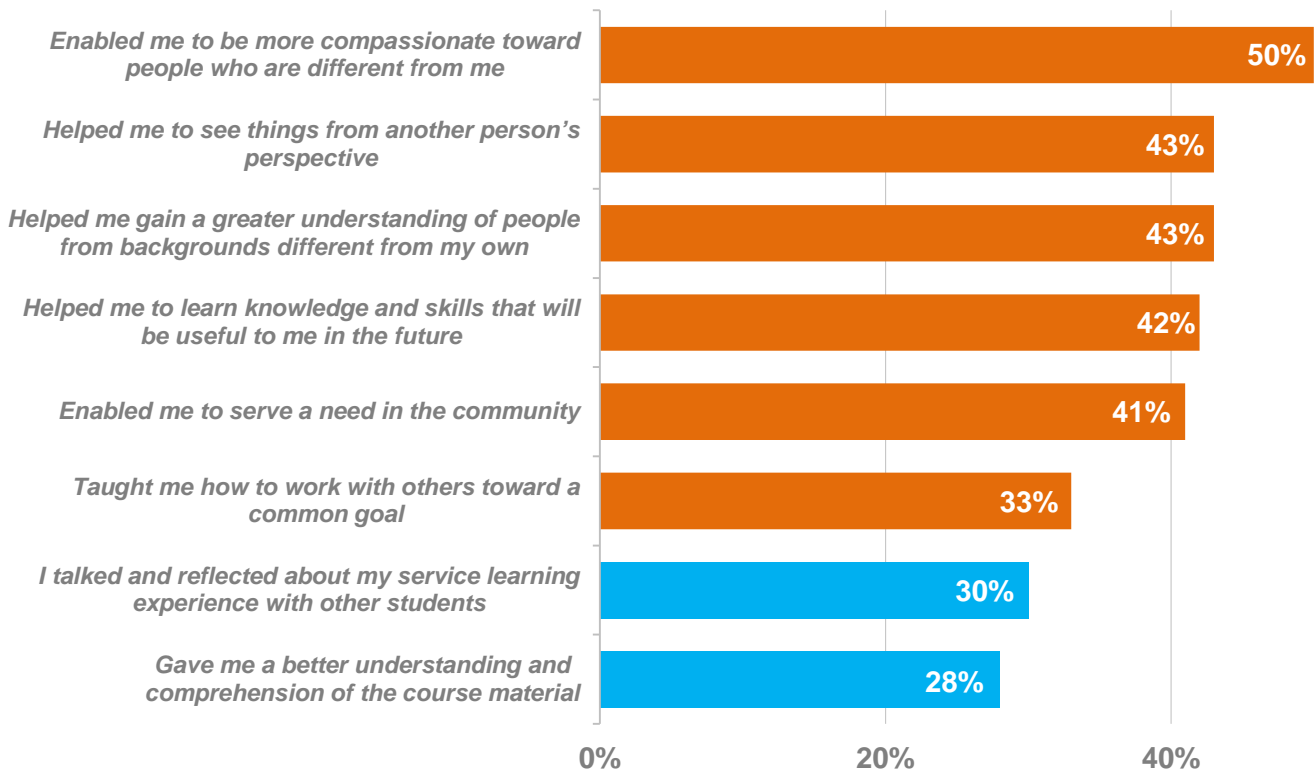 Enabled me to be more compassionate toward
people who are different from me
50%
Helped me to see things from another person’s
perspective
43%
Helped me gain a greater understanding of people
from backgrounds different from my own
43%
Helped me to learn knowledge and skills that will
be useful to me in the future
42%
Enabled me to serve a need in the community
41%
Taught me how to work with others toward a
common goal
33%
I talked and reflected about my service learning
experience with other students
30%
Gave me a better understanding and
comprehension of the course material
28%
0% 20% 40%